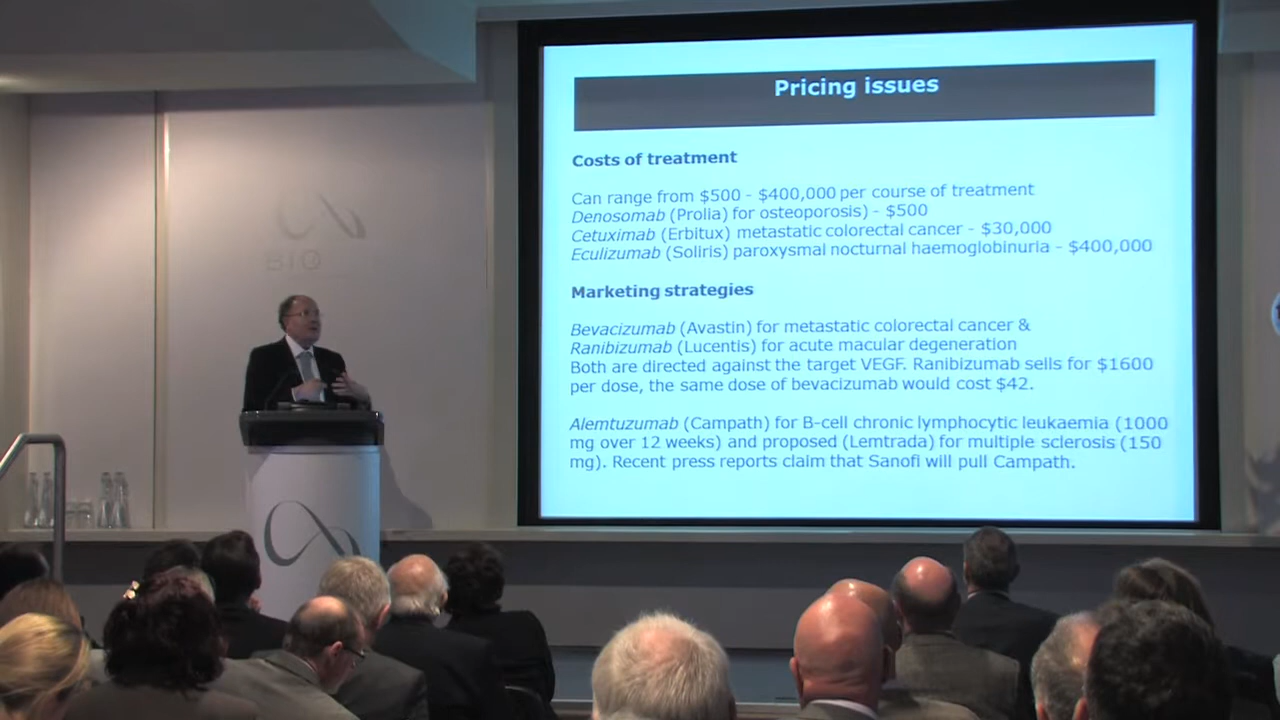 Pricing issues
Costs of treatment
Can range from $500 - $400,000 per course of treatment
Denosomab (Prolia) for osteoporosis) - $500
Cetuximab (Erbitux) metastatic colorectal cancer - $30,000
Eculizumab (Soliris) paroxysmal nocturnal haemoglobinuria - $400,000
Marketing strategies
Bevacizumab (Avastin) for metastatic colorectal cancer &
Ranibizumab (Lucentis) for acute macular degeneration
Both are directed against the target VEGF. Ranibizumab sells for $1600
per dose, the same dose of bevacizumab would cost $42.
Alemtuzumab (Campath) for B-cell chronic lymphocytic leukaemia (1000
mg over 12 weeks) and proposed (Lemtrada) for multiple sclerosis (150
mg). Recent press reports claim that Sanofi will pull Campath.